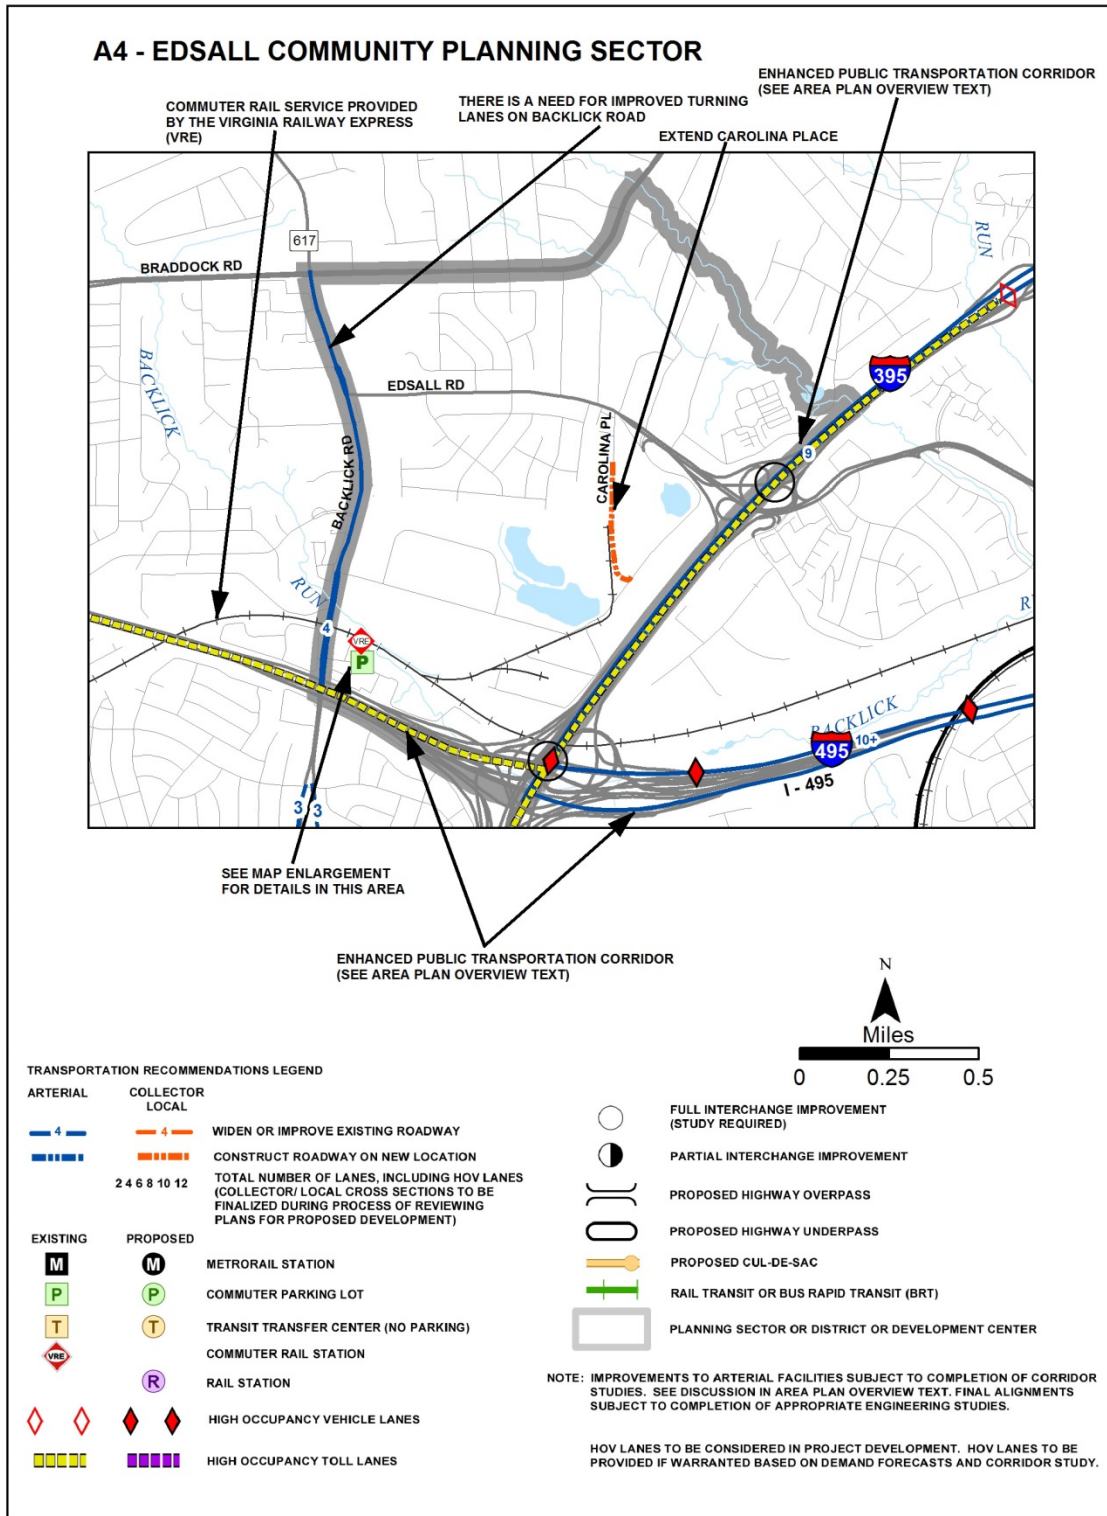 A4 - EDSALL COMMUNITY PLANNING SECTOR
COMMUTER RAIL SERVICE PROVIDED
BY THE VIRGINIA RAILWAY EXPRESS
(VRE)
THERE IS A NEED FOR IMPROVED TURNING
LANES ON BACKLICK ROAD
ENHANCED PUBLIC TRANSPORTATION CORRIDOR
(SEE AREA PLAN OVERVIEW TEXT)
EXTEND CAROLINA PLACE
617
BRADDOCK RD
RUN
BACKLICK
395
EDSALL RD
BACKLICK RD
CAROLINA PL
9
RUN
4
VRE
P
BACKLICK
495
10+
I - 495
3
3
SEE MAP ENLARGEMENT
FOR DETAILS IN THIS AREA
ENHANCED PUBLIC TRANSPORTATION CORRIDOR
(SEE AREA PLAN OVERVIEW TEXT)
N
Miles
0 0.25 0.5
TRANSPORTATION RECOMMENDATIONS LEGEND
ARTERIAL
COLLECTOR
LOCAL
4 4 WIDEN OR IMPROVE EXISTING ROADWAY
CONSTRUCT ROADWAY ON NEW LOCATION
2 4 6 8 10 12 TOTAL NUMBER OF LANES, INCLUDING HOV LANES
(COLLECTOR/ LOCAL CROSS SECTIONS TO BE
FINALIZED DURING PROCESS OF REVIEWING
PLANS FOR PROPOSED DEVELOPMENT)
EXISTING PROPOSED
M M METRORAIL STATION
P P COMMUTER PARKING LOT
T T TRANSIT TRANSFER CENTER (NO PARKING)
VRE COMMUTER RAIL STATION
R RAIL STATION
HIGH OCCUPANCY VEHICLE LANES
HIGH OCCUPANCY TOLL LANES
FULL INTERCHANGE IMPROVEMENT
(STUDY REQUIRED)
PARTIAL INTERCHANGE IMPROVEMENT
PROPOSED HIGHWAY OVERPASS
PROPOSED HIGHWAY UNDERPASS
PROPOSED CUL-DE-SAC
RAIL TRANSIT OR BUS RAPID TRANSIT (BRT)
PLANNING SECTOR OR DISTRICT OR DEVELOPMENT CENTER
NOTE: IMPROVEMENTS TO ARTERIAL FACILITIES SUBJECT TO COMPLETION OF CORRIDOR
STUDIES. SEE DISCUSSION IN AREA PLAN OVERVIEW TEXT. FINAL ALIGNMENTS
SUBJECT TO COMPLETION OF APPROPRIATE ENGINEERING STUDIES.
HOV LANES TO BE CONSIDERED IN PROJECT DEVELOPMENT. HOV LANES TO BE
PROVIDED IF WARRANTED BASED ON DEMAND FORECASTS AND CORRIDOR STUDY.